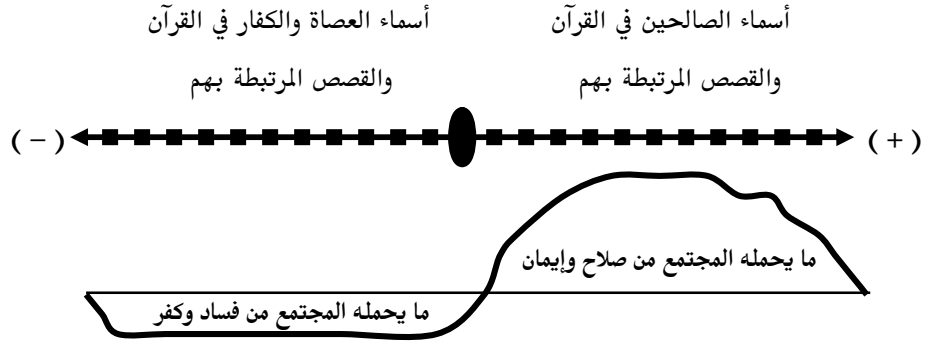 أسماء الصالحين في القرآن
والقصص المرتبطة بهم
أسماء العصاة والكفار في القرآن
والقصص المرتبطة بهم
( + )
( − )
ما يحمله المجتمع من صلاح وإيمان
ما يحمله المجتمع من فساد وكفر